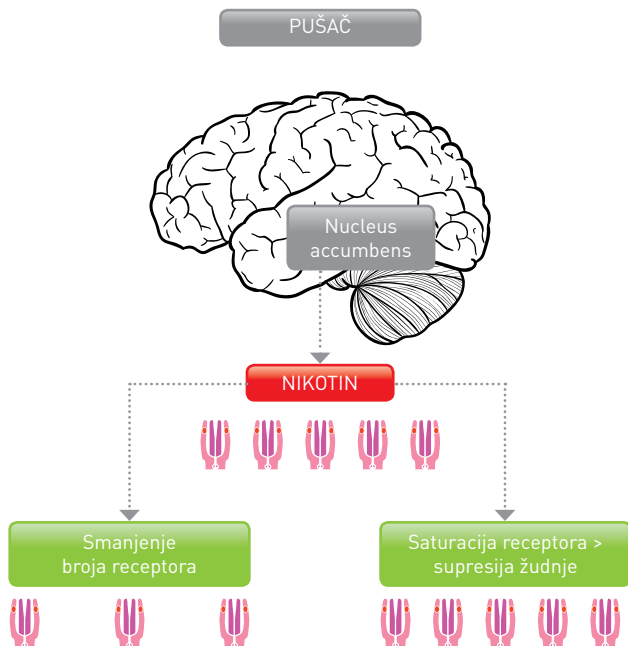 PUŠAČ
Nucleus
accumbens
NIKOTIN
Smanjenje
broja receptora
Saturacija receptora >
supresija žudnje